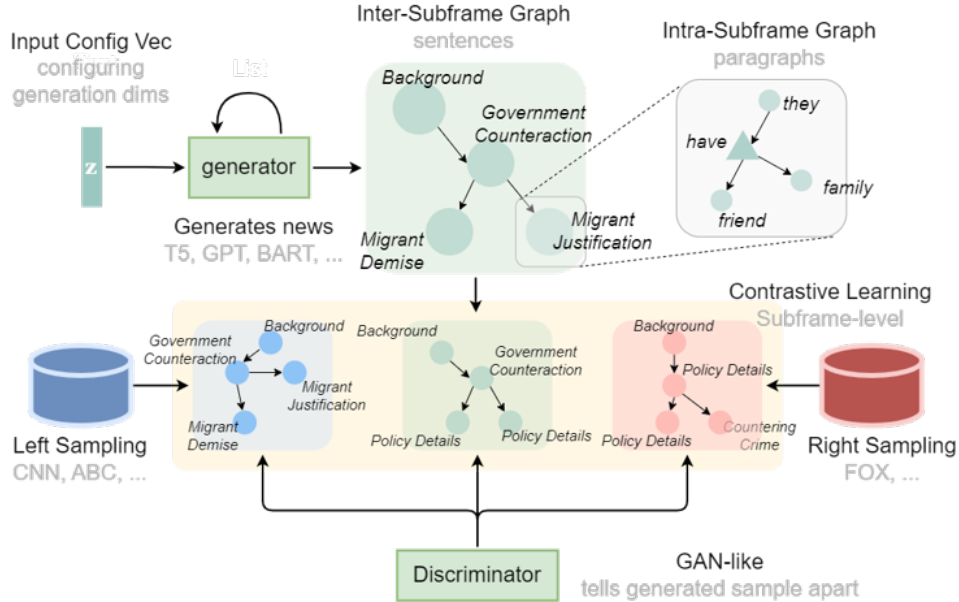 Input Config Vec
configuring
generation dims
z
List
generator
Generates news
T5, GPT, BART, ...
Inter-Subframe Graph
sentences
Background
Government
Counteraction
Migrant
Demise
Migrant
Justification
Intra-Subframe Graph
paragraphs
they
have
family
friend
Contrastive Learning
Subframe-level
Left Sampling
CNN, ABC, ...
Background
Government
Counteraction
Migrant
Justification
Migrant
Demise
Background
Government
Counteraction
Policy Details
Policy Details
Background
Policy Details
Policy Details
Countering
Crime
Right Sampling
FOX, ...
Discriminator
GAN-like
tells generated sample apart